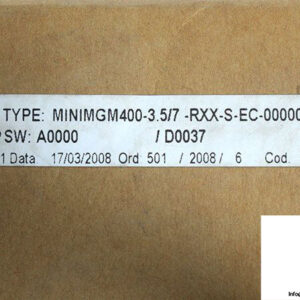 TYPE: MINIMGM400-3.5/7 -RXX-S-EC-00000
SW: A0000 / D0037
1 Data 17/03/2008 Ord 501 / 2008 / 6 Cod.